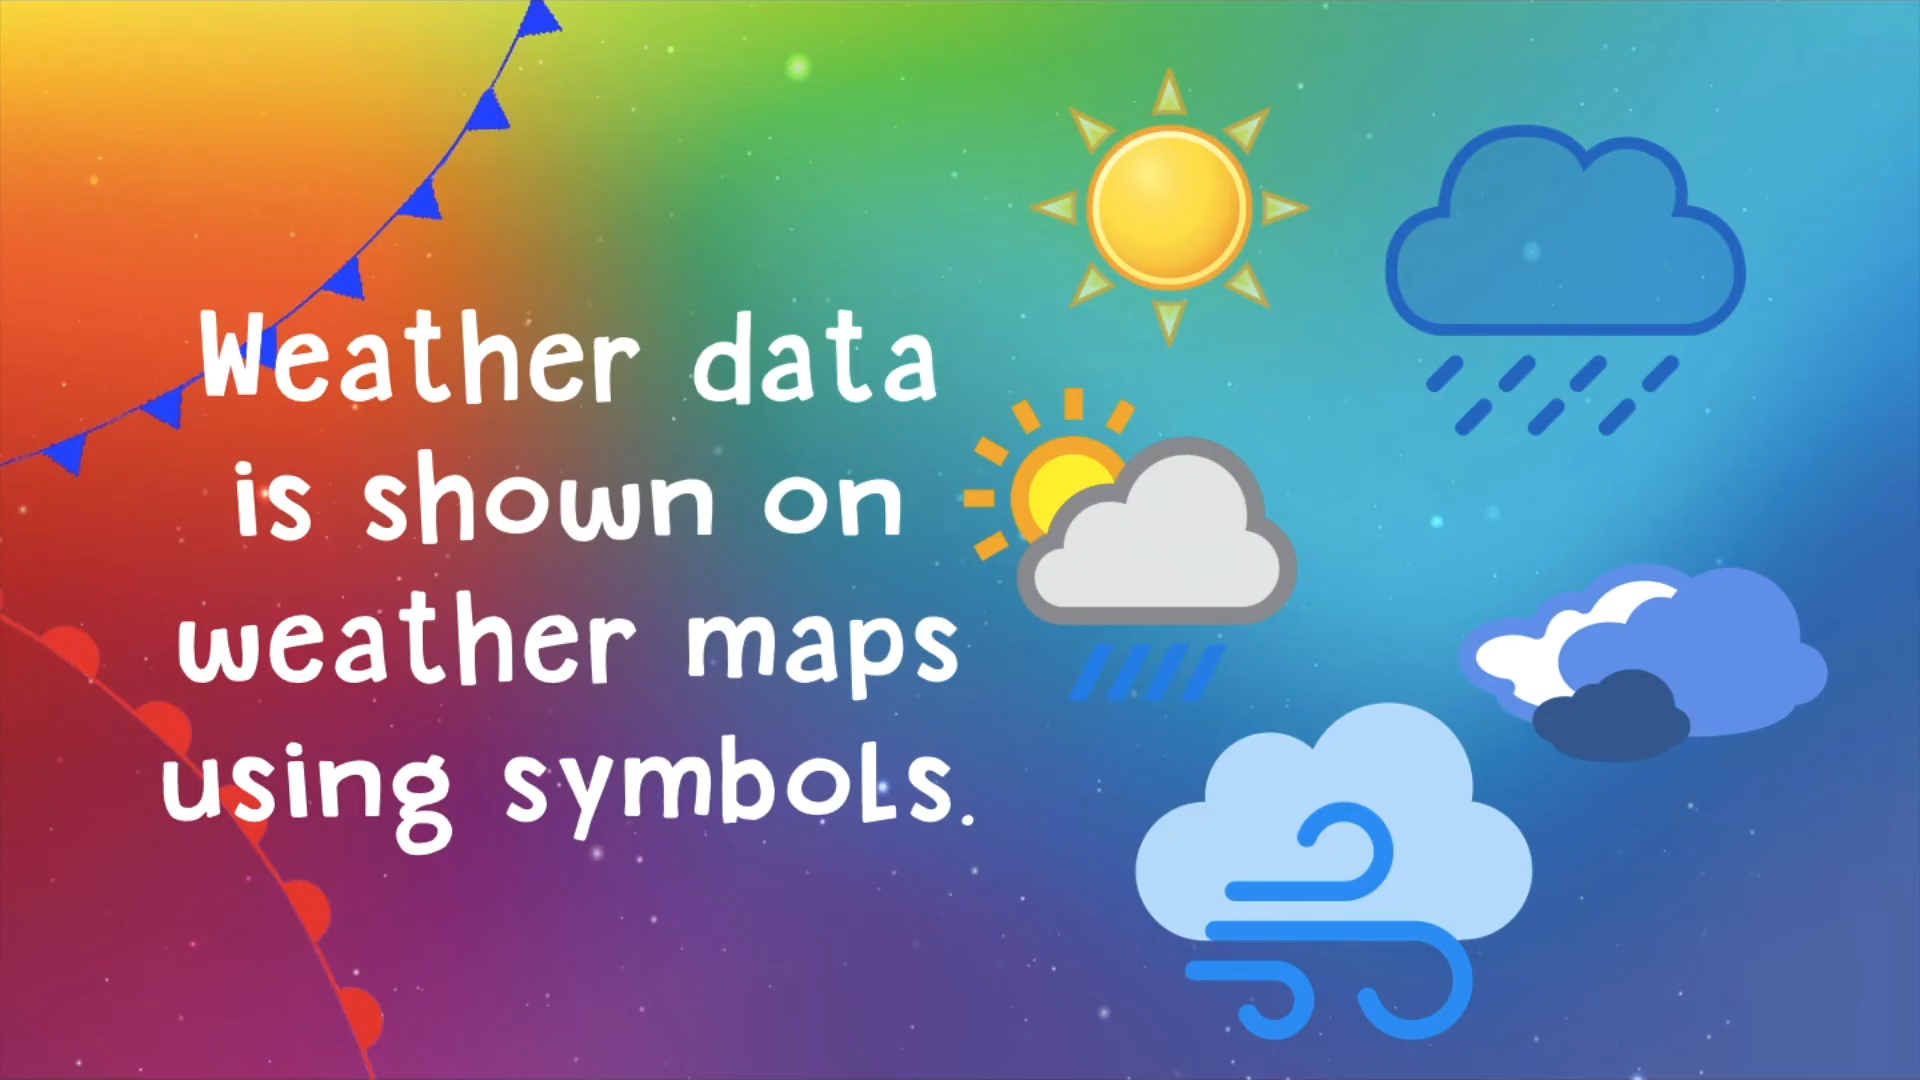 Weather data
is shown on
weather maps
using symbols.